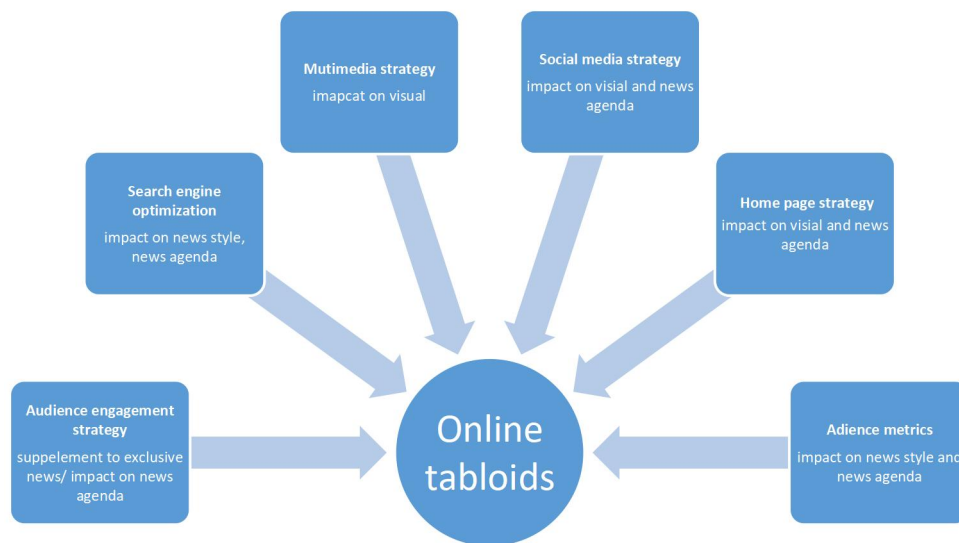 Mutimedia strategy
imapcat on visual
Social media strategy
impact on visial and news
agenda
Search engine
optimization
impact on news style,
news agenda
Home page strategy
impact on visial and news
agenda
Audience engagement
strategy
suppelement to exclusive
news/ impact on news
agenda
Adience metrics
impact on news style and
news agenda
Online
tabloids